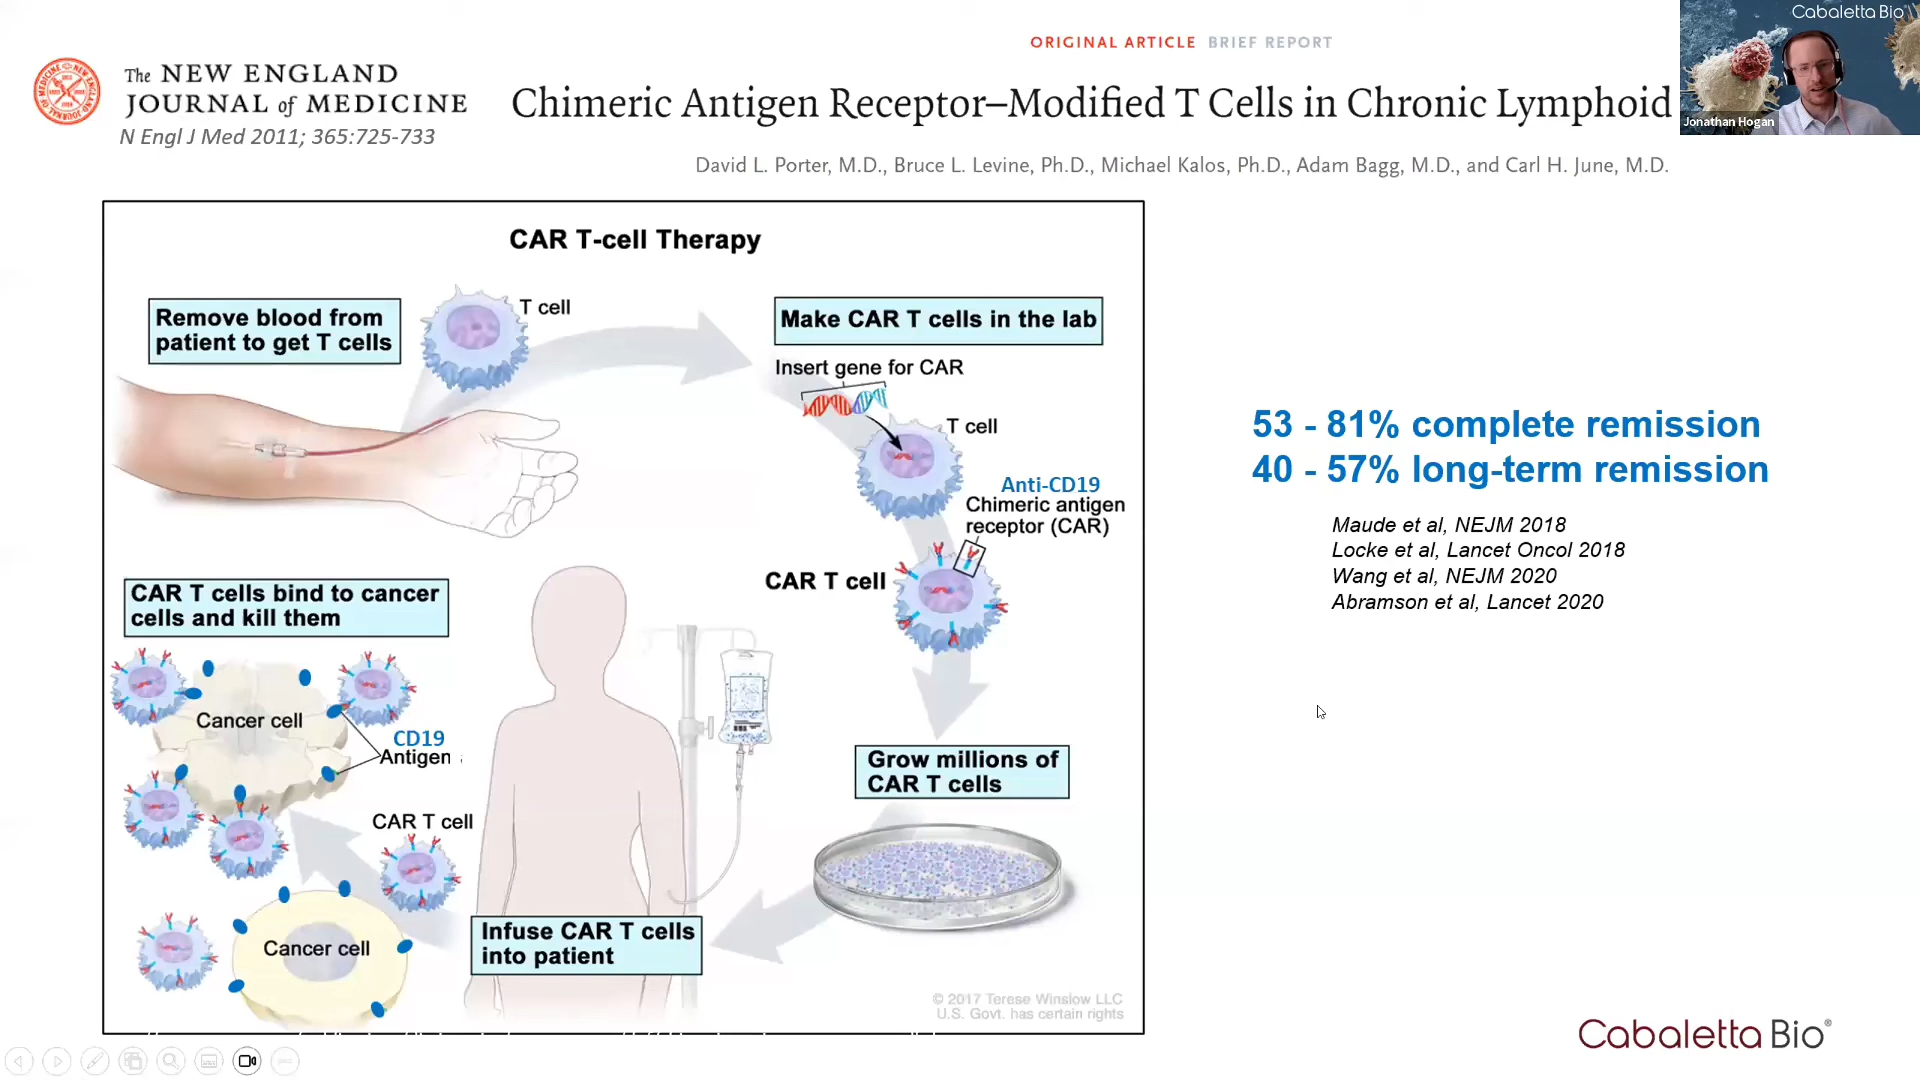 ORIGINAL ARTICLE BRIEF REPORT
The NEW ENGLAND
JOURNAL of MEDICINE
N Engl J Med 2011; 365:725-733
Chimeric Antigen Receptor–Modified T Cells in Chronic Lymphoid
David L. Porter, M.D., Bruce L. Levine, Ph.D., Michael Kalos, Ph.D., Adam Bagg, M.D., and Carl H. June, M.D.
Cabaletta Bio
Jonathan Hogan
CAR T-cell Therapy
Remove blood from
patient to get T cells
T cell
Make CAR T cells in the lab
Insert gene for CAR
T cell
Anti-CD19
Chimeric antigen
receptor (CAR)
CAR T cell
Grow millions of
CAR T cells
Infuse CAR T cells
into patient
CAR T cells bind to cancer
cells and kill them
Cancer cell
CD19
Antigen
CAR T cell
Cancer cell
© 2017 Terese Winslow LLC
U.S. Govt. has certain rights
53 - 81% complete remission
40 - 57% long-term remission
Maude et al, NEJM 2018
Locke et al, Lancet Oncol 2018
Wang et al, NEJM 2020
Abramson et al, Lancet 2020
Cabaletta Bio®